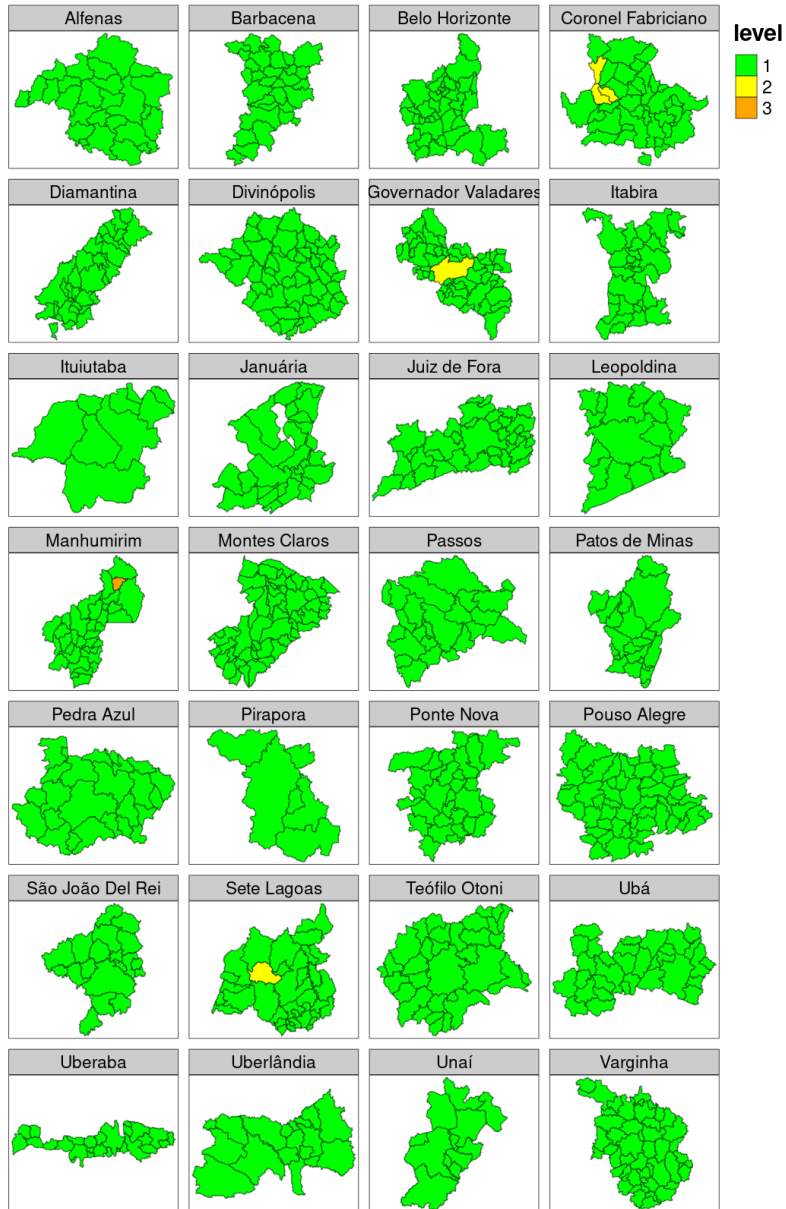 Alfenas
Barbacena
Belo Horizonte
Coronel Fabriciano
level
1
2
3
Diamantina
Divinópolis
Governador Valadares
Itabira
Ituiutaba
Januária
Juiz de Fora
Leopoldina
Manhumirim
Montes Claros
Passos
Patos de Minas
Pedra Azul
Pirapora
Ponte Nova
Pouso Alegre
São João Del Rei
Sete Lagoas
Teófilo Otoni
Ubá
Uberaba
Uberlândia
Unaí
Varginha